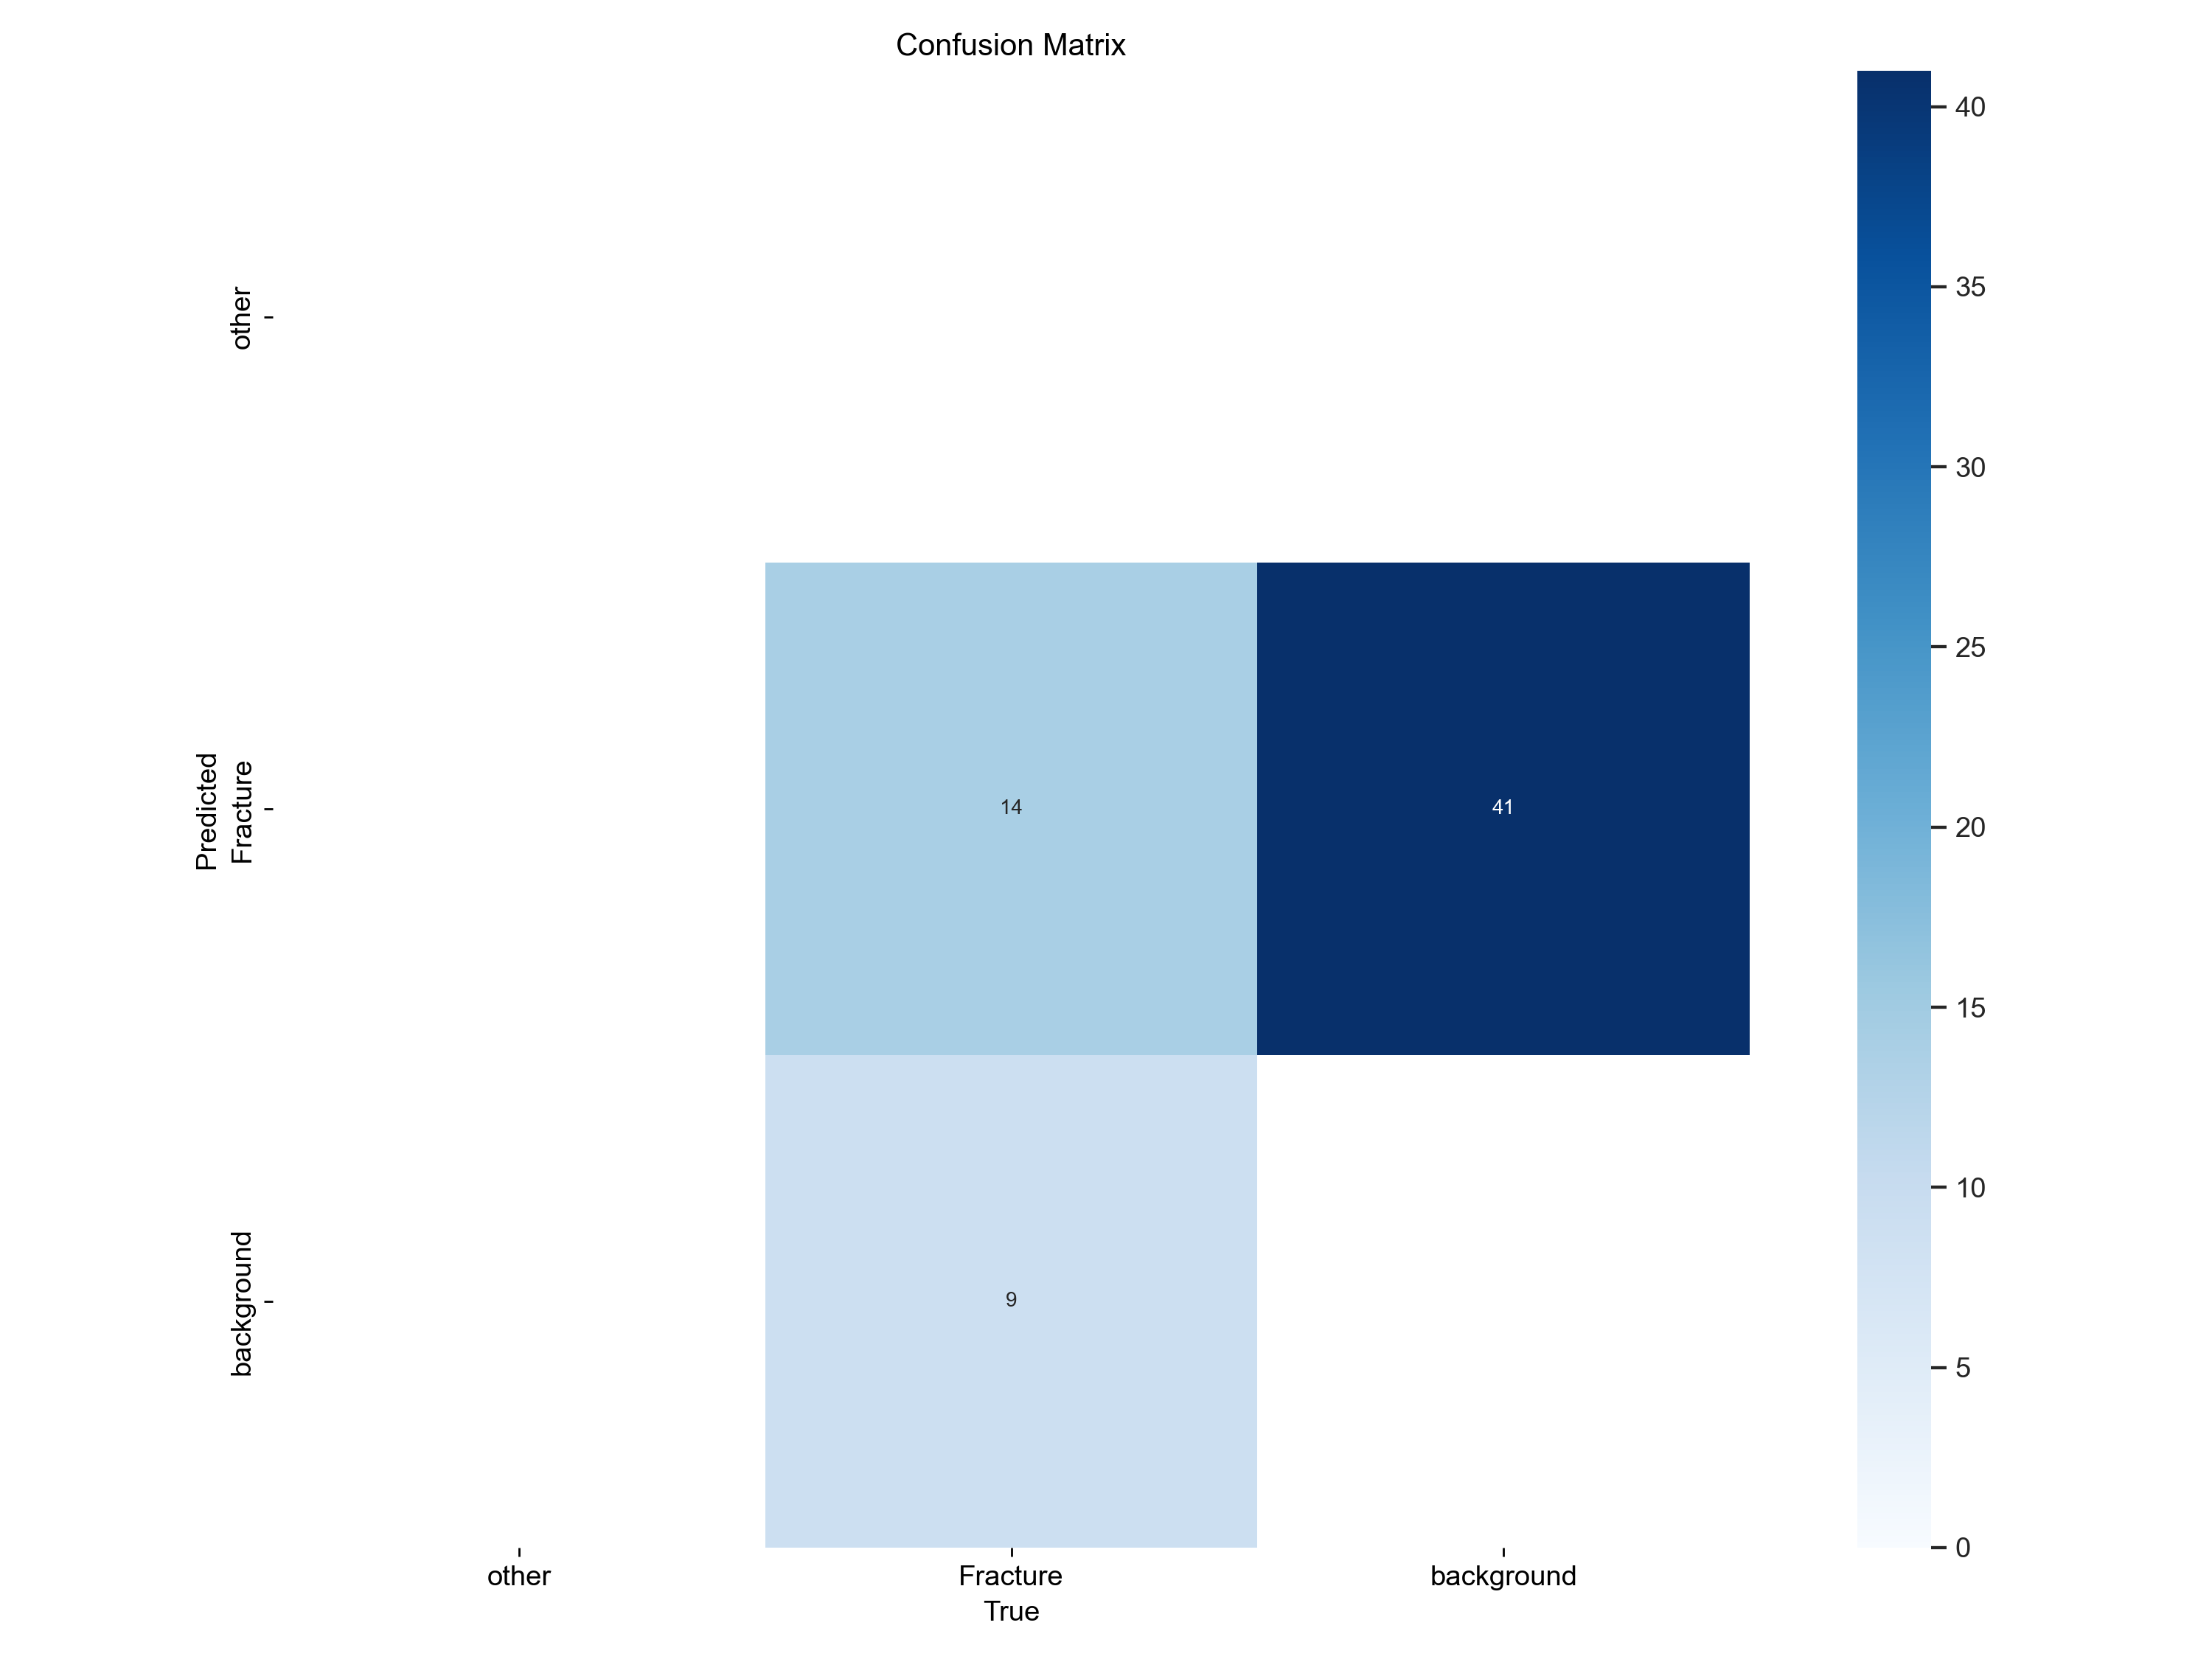 Confusion Matrix
other
Predicted
Fracture
background
14
41
9
other
Fracture
background
True
40
35
30
25
20
15
10
5
0